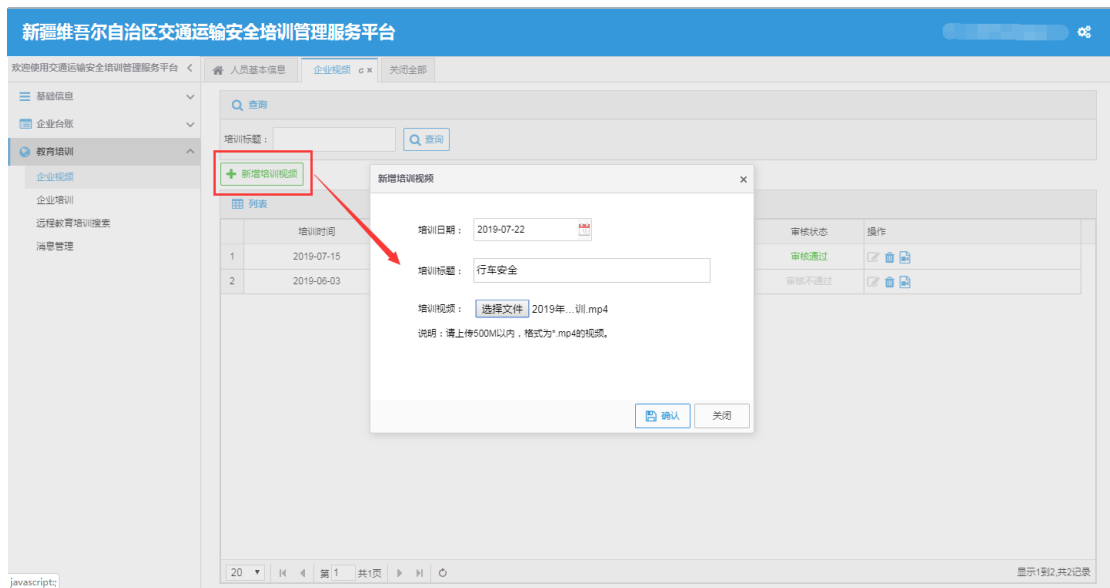 新疆维吾尔自治区交通运输安全培训管理服务平台
欢迎使用交通运输安全培训管理服务平台
人员基本信息 企业视频 关闭全部
基础信息
企业台账
教育培训
企业视频
企业培训
远程教育培训搜索
消息管理
查询
培训标题： 查询
新增培训视频
列表
培训时间 审核状态 操作
1 2019-07-15 审核通过
2 2019-06-03 审核不通过
新增培训视频
培训日期： 2019-07-22
培训标题： 行车安全
培训视频： 选择文件 2019年...训.mp4
说明：请上传500M以内，格式为*.mp4的视频。
确认 关闭
20 第 1 共1页 显示1到2,共2记录
javascript:;